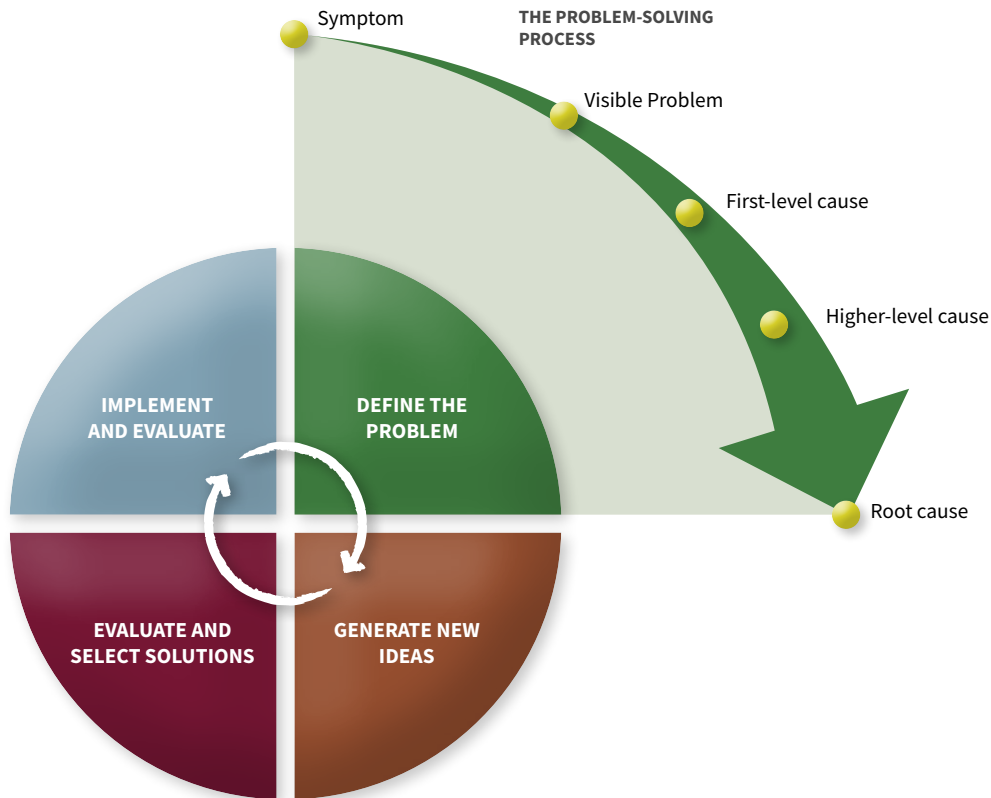 Symptom
THE PROBLEM-SOLVING
PROCESS
Visible Problem
First-level cause
Higher-level cause
Root cause
IMPLEMENT
AND EVALUATE
DEFINE THE
PROBLEM
EVALUATE AND
SELECT SOLUTIONS
GENERATE NEW
IDEAS